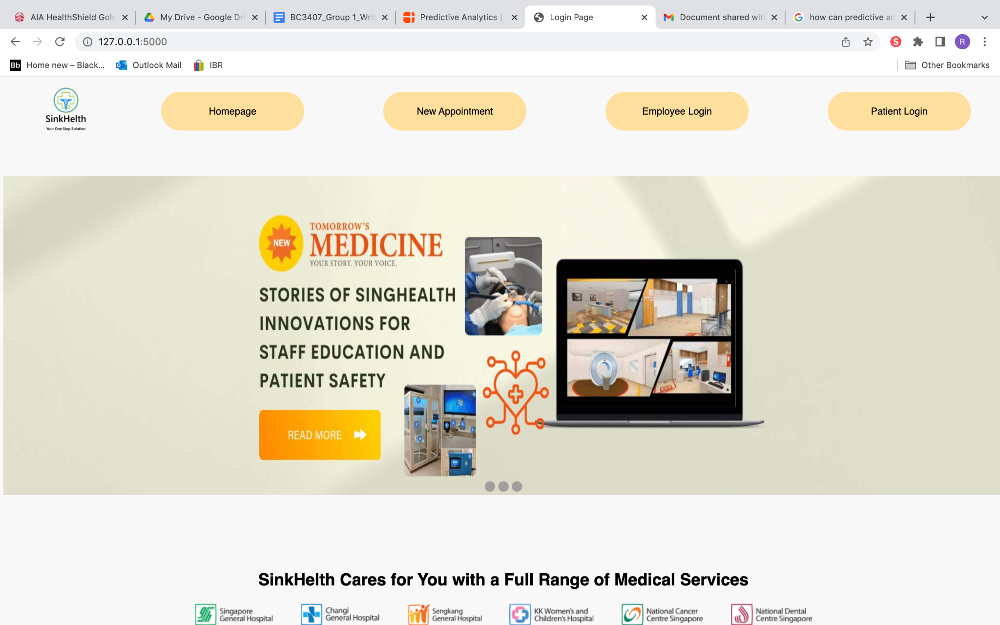 AIA HealthShield Gold
My Drive - Google Dri
BC3407_Group 1_Writ
Predictive Analytics |
Login Page
Document shared wit
how can predictive an
127.0.0.1:5000
S
R
Bb
Home new – Black...
Outlook Mail
IBR
Other Bookmarks
SinkHelth
Your One Stop Solution
Homepage
New Appointment
Employee Login
Patient Login
NEW
TOMORROW'S
MEDICINE
YOUR STORY. YOUR VOICE.
STORIES OF SINGHEALTH
INNOVATIONS FOR
STAFF EDUCATION AND
PATIENT SAFETY
READ MORE
SinkHelth Cares for You with a Full Range of Medical Services
Singapore
General Hospital
Changi
General Hospital
Sengkang
General Hospital
KK Women's and
Children's Hospital
National Cancer
Centre Singapore
National Dental
Centre Singapore